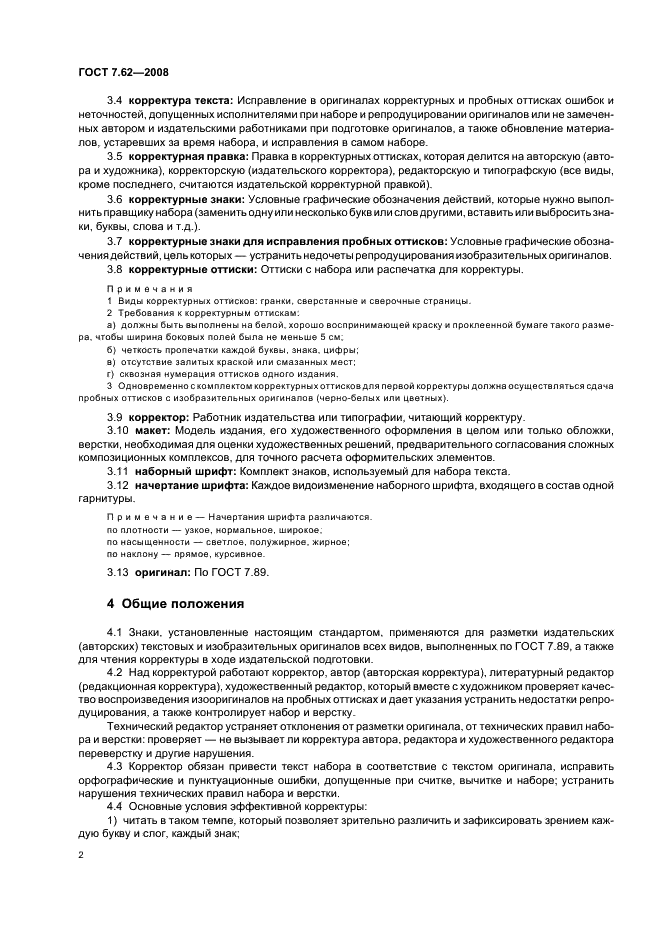 ГОСТ 7.62—2008
3.4 корректура текста: Исправление в оригиналах корректурных и пробных оттисках ошибок и
неточностей, допущенных исполнителями при наборе и репродуцировании оригиналов или не замечен-
ных автором и издательскими работниками при подготовке оригиналов, а также обновление материа-
лов, устаревших за время набора, и исправления в самом наборе.
3.5 корректурная правка: Правка в корректурных оттисках, которая делится на авторскую (авто-
ра и художника), корректорскую (издательского корректора), редакторскую и типографскую (все виды,
кроме последнего, считаются издательской корректурной правкой).
3.6 корректурные знаки: Условные графические обозначения действий, которые нужно выпол-
нить правщику набора (заменить одну или несколько букв или слов другими, вставить или выбросить зна-
ки, буквы, слова и т.д.).
3.7 корректурные знаки для исправления пробных оттисков: Условные графические обозна-
чения действий, цель которых — устранить недочеты репродуцирования изобразительных оригиналов.
3.8 корректурные оттиски: Оттиски с набора или распечатка для корректуры.
Примечания
1 Виды корректурных оттисков: гранки, сверстанные и сверочные страницы.
2 Требования к корректурным оттискам:
а) должны быть выполнены на белой, хорошо воспринимающей краску и проклеенной бумаге такого разме-
ра, чтобы ширина боковых полей была не меньше 5 см;
б) четкость пропечатки каждой буквы, знака, цифры;
в) отсутствие залитых краской или смазанных мест;
г) сквозная нумерация оттисков одного издания.
3 Одновременно с комплектом корректурных оттисков для первой корректуры должна осуществляться сдача
пробных оттисков с изобразительных оригиналов (черно-белых или цветных).
3.9 корректор: Работник издательства или типографии, читающий корректуру.
3.10 макет: Модель издания, его художественного оформления в целом или только обложки,
верстки, необходимая для оценки художественных решений, предварительного согласования сложных
композиционных комплексов, для точного расчета оформительских элементов.
3.11 наборный шрифт: Комплект знаков, используемый для набора текста.
3.12 начертание шрифта: Каждое видоизменение наборного шрифта, входящего в состав одной
гарнитуры.
Примечание — Начертания шрифта различаются.
по плотности — узкое, нормальное, широкое;
по насыщенности — светлое, полужирное, жирное;
по наклону — прямое, курсивное.
3.13 оригинал: По ГОСТ 7.89.
4 Общие положения
4.1 Знаки, установленные настоящим стандартом, применяются для разметки издательских
(авторских) текстовых и изобразительных оригиналов всех видов, выполненных по ГОСТ 7.89, а также
для чтения корректуры в ходе издательской подготовки.
4.2 Над корректурой работают корректор, автор (авторская корректура), литературный редактор
(редакционная корректура), художественный редактор, который вместе с художником проверяет качес-
тво воспроизведения изооригиналов на пробных оттисках и дает указания устранить недостатки репро-
дуцирования, а также контролирует набор и верстку.
Технический редактор устраняет отклонения от разметки оригинала, от технических правил набо-
ра и верстки: проверяет — не вызывает ли корректура автора, редактора и художественного редактора
переверстку и другие нарушения.
4.3 Корректор обязан привести текст набора в соответствие с текстом оригинала, исправить
орфографические и пунктуационные ошибки, допущенные при считке, вычитке и наборе; устранить
нарушения технических правил набора и верстки.
4.4 Основные условия эффективной корректуры:
1) читать в таком темпе, который позволяет зрительно различить и зафиксировать зрением каж-
дую букву и слог, каждый знак;
2